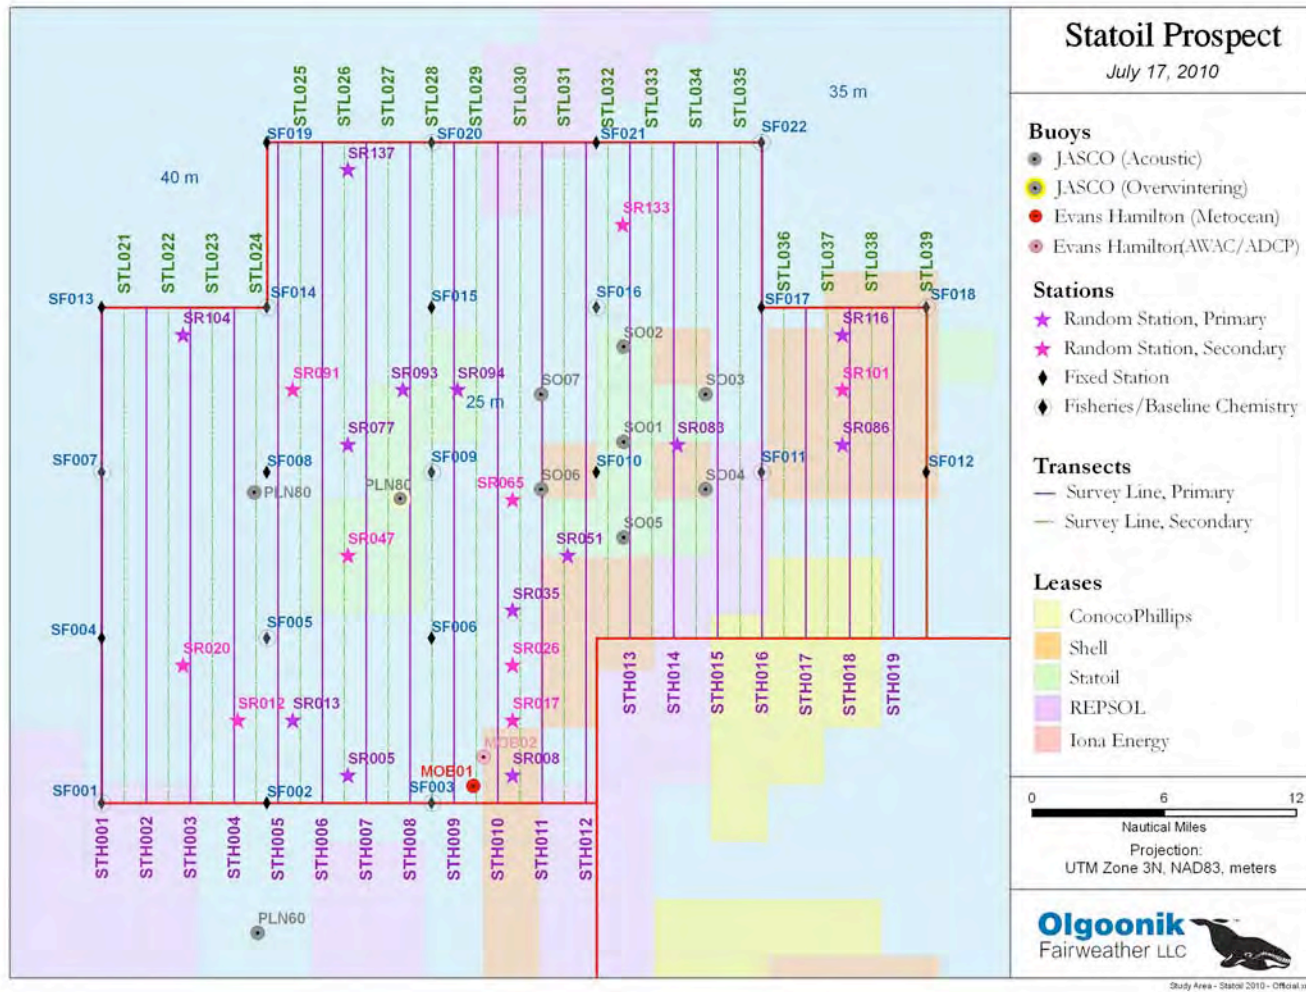 Statoil Prospect
July 17, 2010
35 m
40 m
25 m
STL025
STL026
STL027
STL028
STL029
STL030
STL031
STL032
STL033
STL034
STL035
SF019
SF020
SF021
SF022
SR137
SR133
STL021
STL022
STL023
STL024
STL036
STL037
STL038
STL039
SF013
SF014
SF015
SF016
SF017
SF018
SR104
SR116
SO02
SR091
SR093
SR094
SO07
SO03
SR101
SR077
SO01
SR083
SR086
SF007
SF008
SF009
SF010
SF011
SF012
PLN80
PLN80
SR065
SO06
SO04
SR047
SR051
SO05
SR035
SF004
SF005
SF006
SR020
SR026
SR012
SR013
SR017
MOB02
SR005
MOB01
SR008
SF001
SF002
SF003
STH013
STH014
STH015
STH016
STH017
STH018
STH019
STH001
STH002
STH003
STH004
STH005
STH006
STH007
STH008
STH009
STH010
STH011
STH012
PLN60
Buoys
JASCO (Acoustic)
JASCO (Overwintering)
Evans Hamilton (Metocean)
Evans Hamilton(AWAC/ADCP)
Stations
Random Station, Primary
Random Station, Secondary
Fixed Station
Fisheries/Baseline Chemistry
Transects
Survey Line, Primary
Survey Line, Secondary
Leases
ConocoPhillips
Shell
Statoil
REPSOL
Iona Energy
0 6 12
Nautical Miles
Projection:
UTM Zone 3N, NAD83, meters
Olgoonik
Fairweather LLC
Study Area - Statoil 2010 - Official